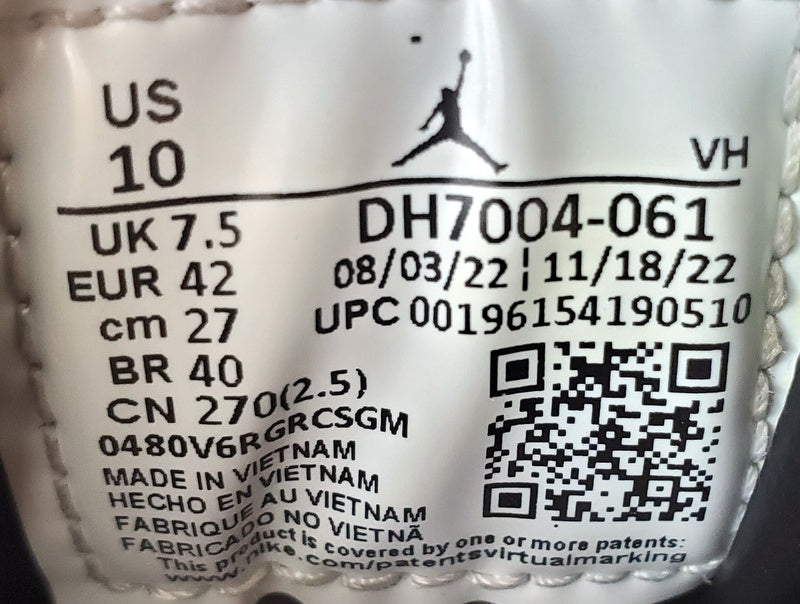 US
10
VH
UK 7.5
EUR 42
cm 27
BR 40
CN 270(2.5)
DH7004-061
08/03/22 ¦ 11/18/22
UPC 00196154190510
0480V6RGRCSGM
MADE IN VIETNAM
HECHO EN VIETNAM
FABRIQUE AU VIETNAM
FABRICADO NO VIETNÃ
This product is covered by one or more patents:
www.nike.com/patentsvirtualmarking